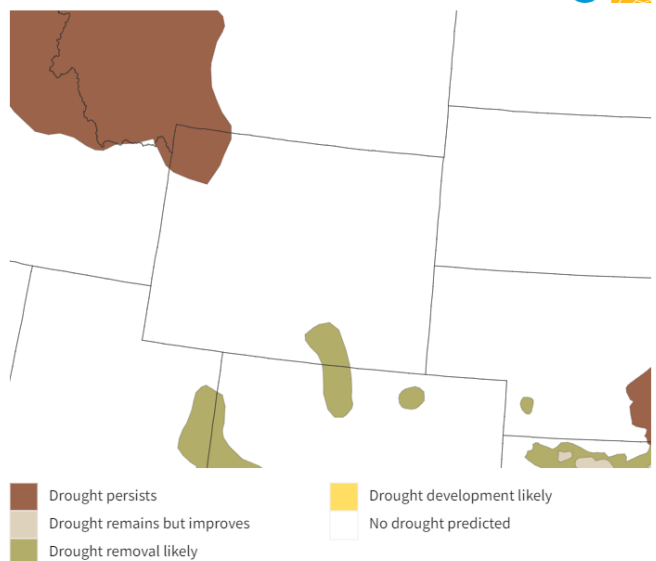 Drought persists
Drought remains but improves
Drought removal likely
Drought development likely
No drought predicted